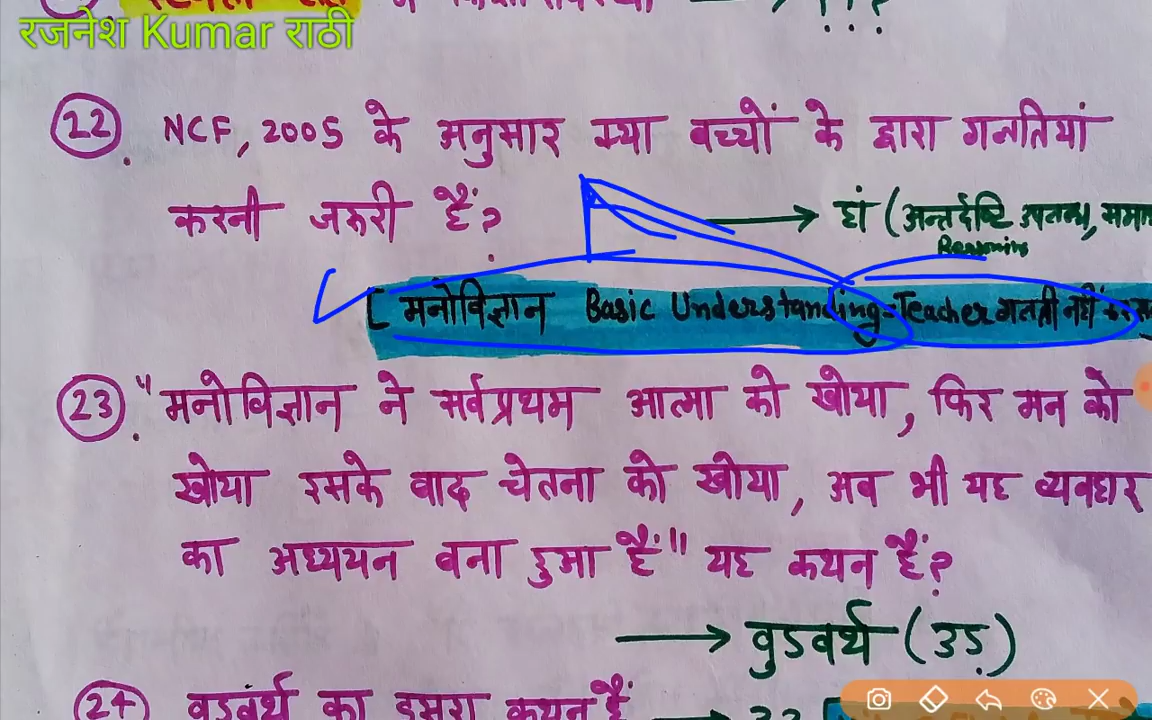 रजनेश Kumar राठी
22. NCF, 2005 के अनुसार क्या बच्चों के द्वारा गलतियां
करनी जरुरी हैं?
→ हां (अन्तर्दृष्टि उपलब्ध,
Reasoning
[ मनोविज्ञान Basic Understanding - Teacher गलती नहीं
23. "मनोविज्ञान ने सर्वप्रथम आत्मा को खोया, फिर मन को
खोया इसके बाद चेतना को खोया, अब भी यह व्यवहार
का अध्ययन बना हुआ हैं" यह कथन हैं?
→ वुडवर्थ (उड़)
24. वुडवर्थ का दुसरा कथन हैं